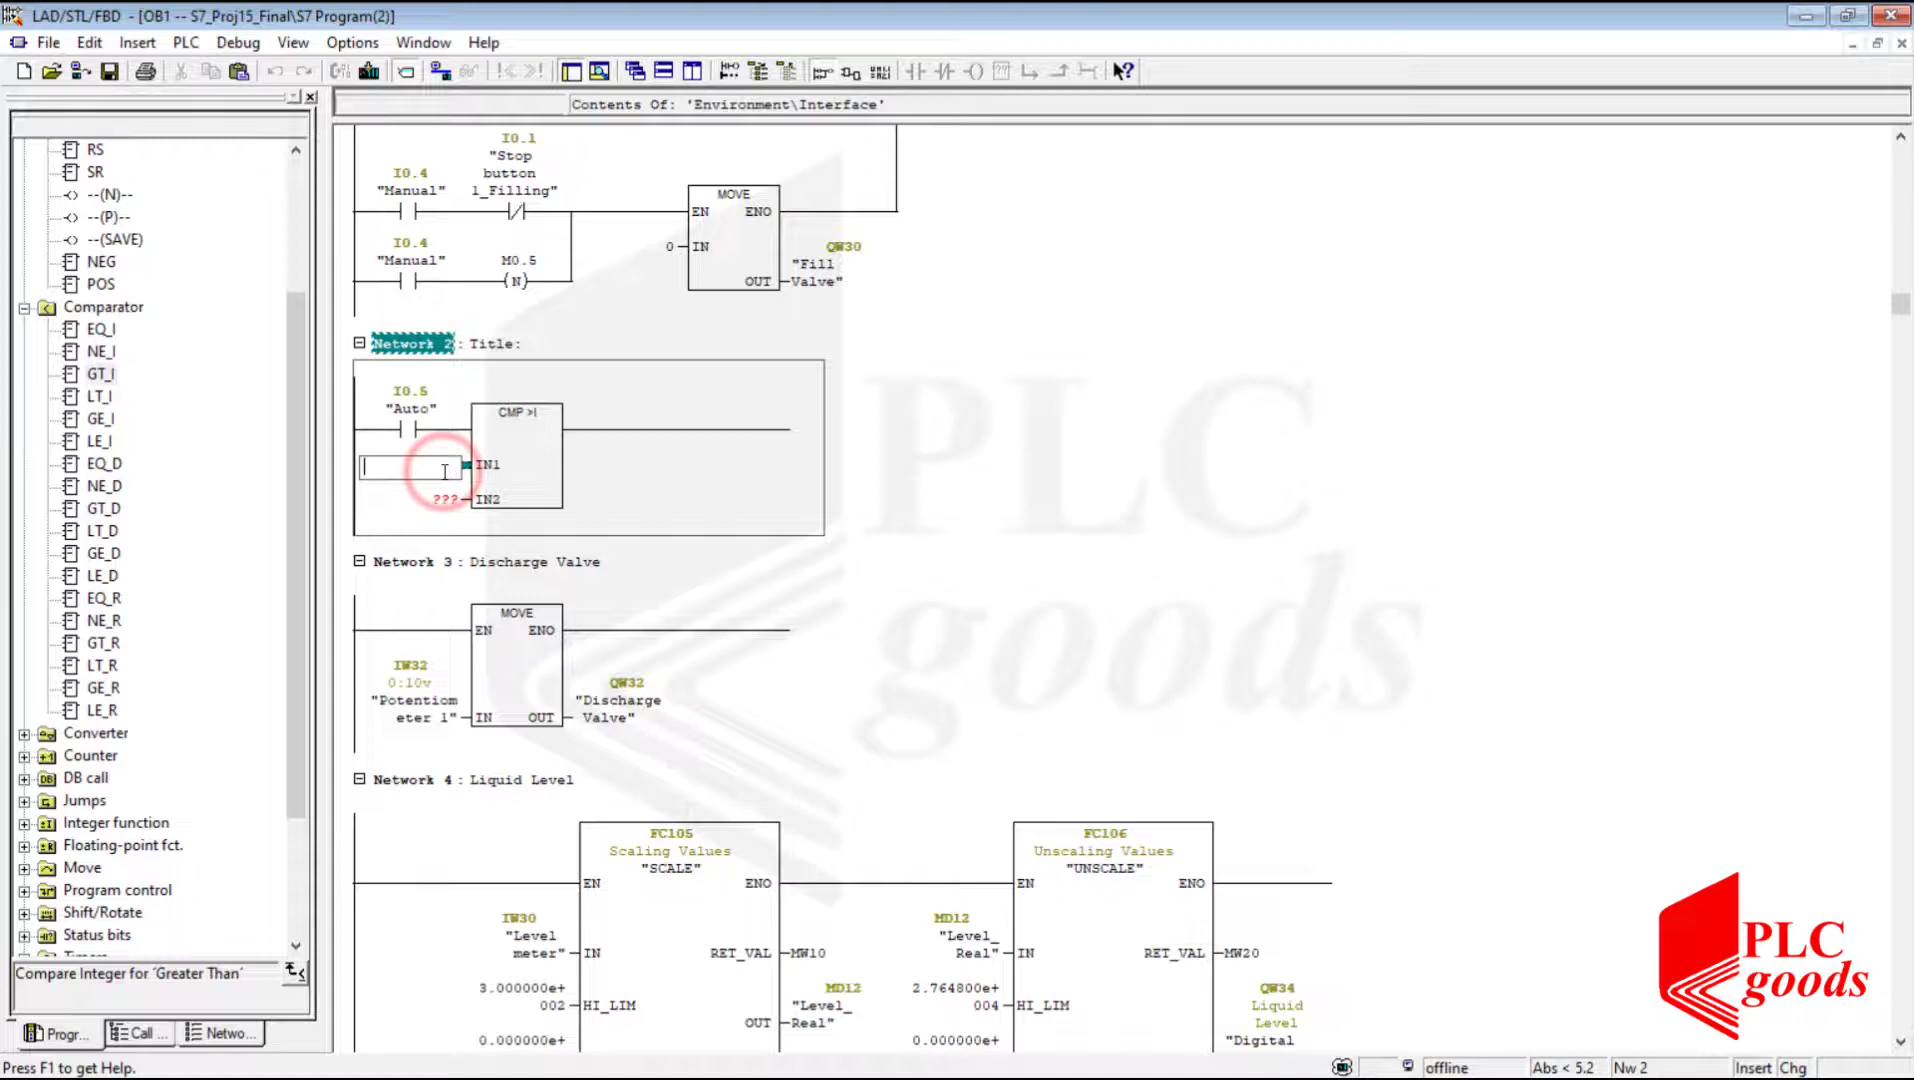 LAD/STL/FBD - [OB1 -- S7_Proj15_Final\S7 Program(2)]
File Edit Insert PLC Debug View Options Window Help
Contents Of: 'Environment\Interface'
RS
SR
--(N)--
--(P)--
--(SAVE)
NEG
POS
Comparator
EQ_I
NE_I
GT_I
LT_I
GE_I
LE_I
EQ_D
NE_D
GT_D
LT_D
GE_D
LE_D
EQ_R
NE_R
GT_R
LT_R
GE_R
LE_R
Converter
Counter
DB call
Jumps
Integer function
Floating-point fct.
Move
Program control
Shift/Rotate
Status bits
Compare Integer for 'Greater Than'
Progr... Call ... Netwo...
I0.1
"Stop
button
1_Filling"
I0.4
"Manual"
I0.4
"Manual"
M0.5
(N)
MOVE
EN ENO
0 IN
OUT
QW30
"Fill
Valve"
Network 2 : Title:
I0.5
"Auto"
CMP >I
IN1
??? IN2
Network 3 : Discharge Valve
MOVE
EN ENO
IW32
0:10v
"Potentiom
eter 1"
IN OUT
QW32
"Discharge
Valve"
Network 4 : Liquid Level
FC105
Scaling Values
"SCALE"
EN ENO
IW30
"Level
meter"
IN RET_VAL MW10
3.000000e+
002 HI_LIM
MD12
"Level_
OUT Real"
0.000000e+
FC106
Unscaling Values
"UNSCALE"
EN ENO
MD12
"Level_
Real"
IN RET_VAL MW20
2.764800e+
004 HI_LIM
QW34
Liquid
Level
"Digital
0.000000e+
PLC
goods
PLC
goods
Press F1 to get Help.
offline Abs < 5.2 Nw 2 Insert Chg